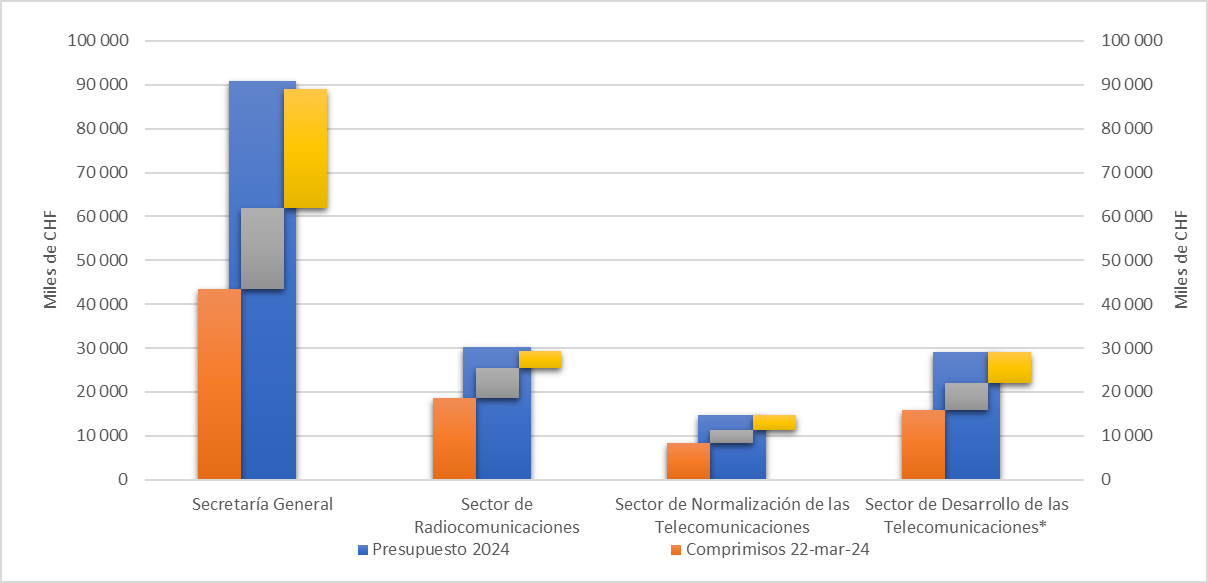 100 000
90 000
80 000
70 000
60 000
50 000
40 000
30 000
20 000
10 000
0
Miles de CHF
100 000
90 000
80 000
70 000
60 000
50 000
40 000
30 000
20 000
10 000
0
Miles de CHF
Secretaría General
Sector de
Radiocomunicaciones
Sector de Normalización de las
Telecomunicaciones
Sector de Desarrollo de las
Telecomunicaciones*
Presupuesto 2024
Comprimisos 22-mar-24